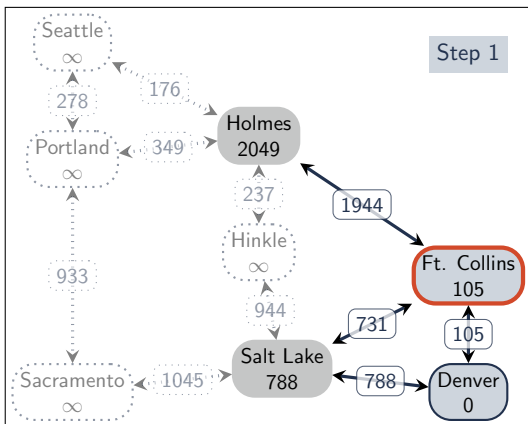 Seattle
∞
Step 1
278
176
Holmes
2049
Portland
∞
349
237
1944
Hinkle
∞
Ft. Collins
105
933
944
731
105
Salt Lake
788
Sacramento
∞
1045
788
Denver
0